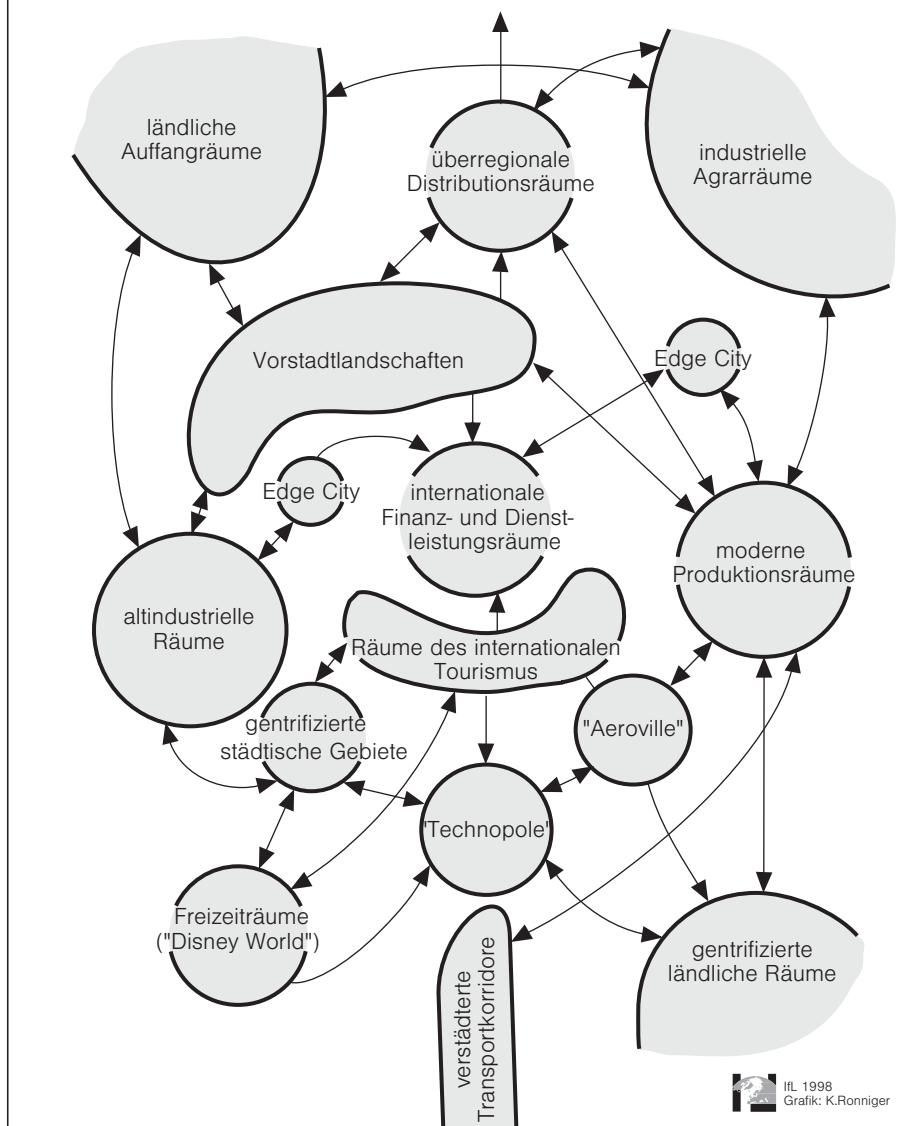 ländliche
Auffangräume
überregionale
Distributionsräume
industrielle
Agrarräume
Vorstadtlandschaften
Edge City
Edge City
internationale
Finanz- und Dienst-
leistungsräume
moderne
Produktionsräume
altindustrielle
Räume
Räume des internationalen
Tourismus
gentrifizierte
städtische Gebiete
"Aeroville"
"Technopole"
Freizeiträume
("Disney World")
verstädterte
Transportkorridore
gentrifizierte
ländliche Räume
IfL 1998
Grafik: K.Ronniger